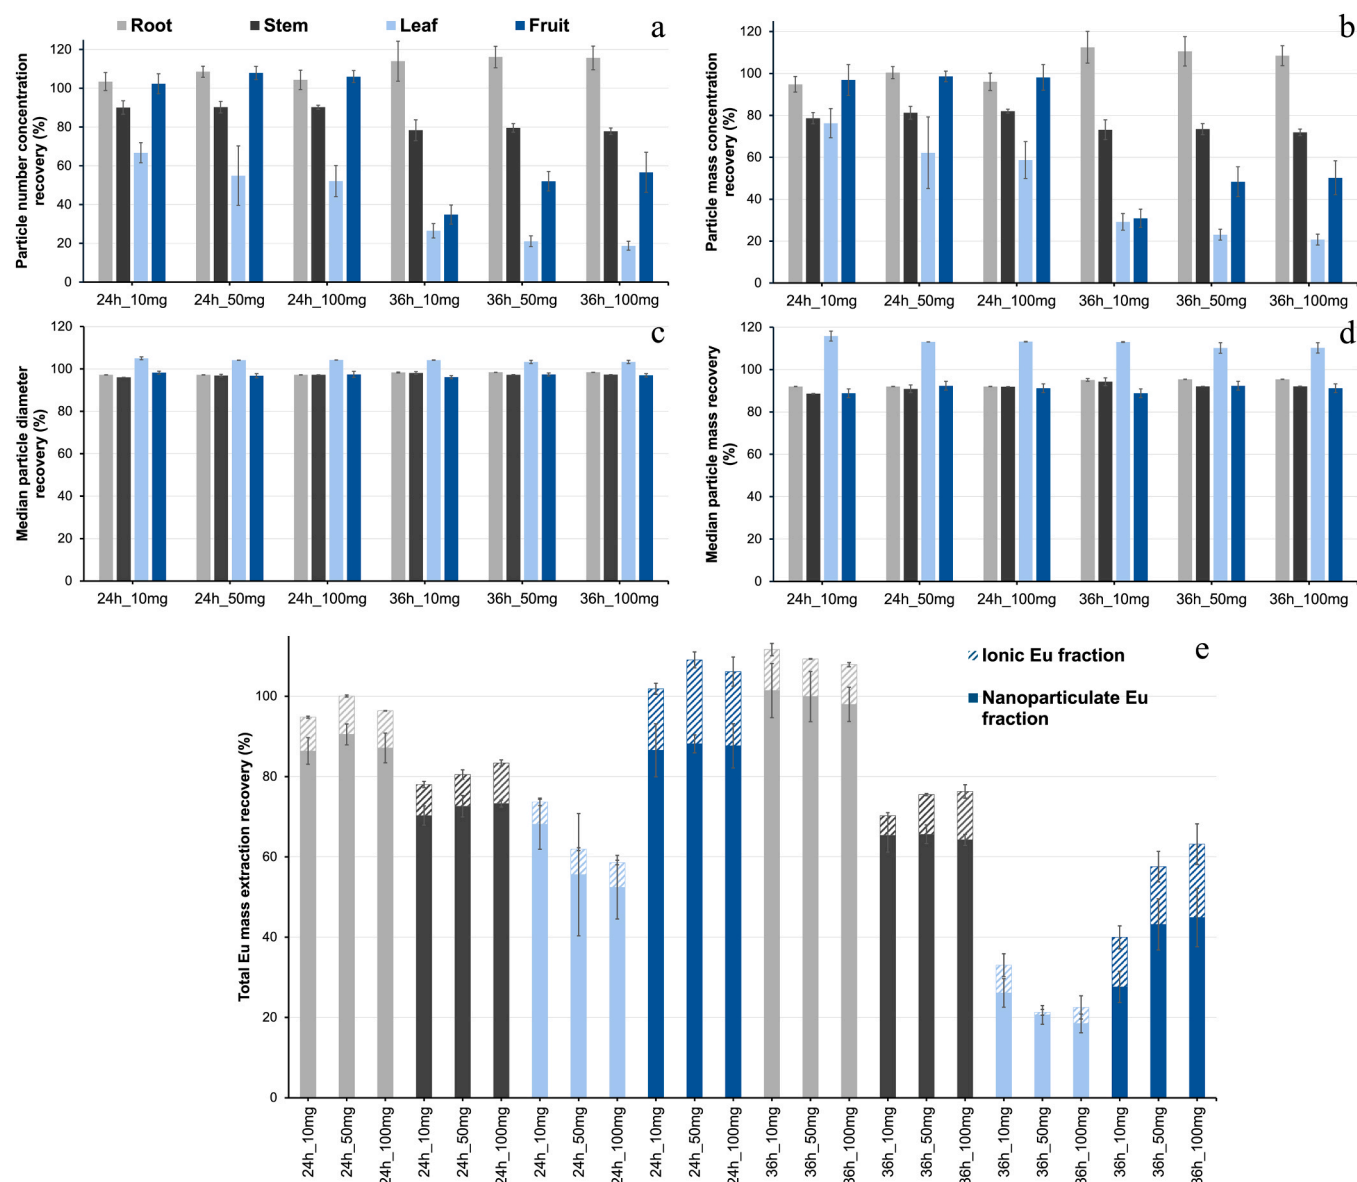 Root Stem Leaf Fruit
a
Particle number concentration
recovery (%)
120
100
80
60
40
20
0
24h_10mg 24h_50mg 24h_100mg 36h_10mg 36h_50mg 36h_100mg
b
Particle mass concentration
recovery (%)
120
100
80
60
40
20
0
24h_10mg 24h_50mg 24h_100mg 36h_10mg 36h_50mg 36h_100mg
c
Median particle diameter
recovery (%)
120
100
80
60
40
20
0
24h_10mg 24h_50mg 24h_100mg 36h_10mg 36h_50mg 36h_100mg
d
Median particle mass recovery
(%)
120
100
80
60
40
20
0
24h_10mg 24h_50mg 24h_100mg 36h_10mg 36h_50mg 36h_100mg
e
Ionic Eu fraction
Nanoparticulate Eu
fraction
Total Eu mass extraction recovery (%)
100
80
60
40
20
0
24h_10mg
24h_50mg
24h_100mg
24h_10mg
24h_50mg
24h_100mg
24h_10mg
24h_50mg
24h_100mg
24h_10mg
24h_50mg
24h_100mg
36h_10mg
36h_50mg
36h_100mg
36h_10mg
36h_50mg
36h_100mg
36h_10mg
36h_50mg
36h_100mg
36h_10mg
36h_50mg
36h_100mg